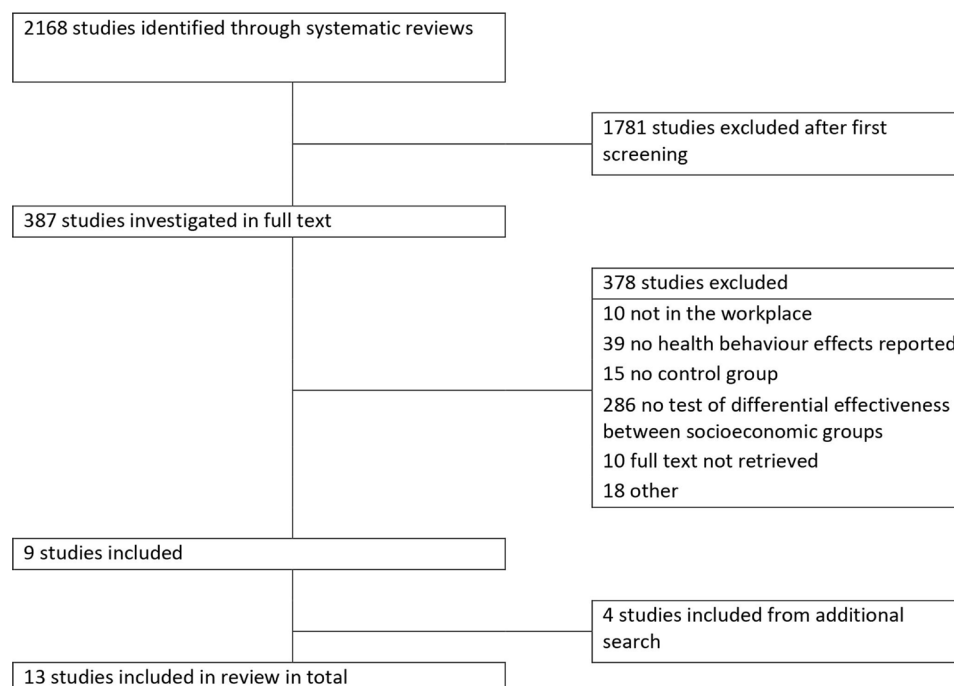 2168 studies identified through systematic reviews
1781 studies excluded after first
screening
387 studies investigated in full text
378 studies excluded
10 not in the workplace
39 no health behaviour effects reported
15 no control group
286 no test of differential effectiveness
between socioeconomic groups
10 full text not retrieved
18 other
9 studies included
4 studies included from additional
search
13 studies included in review in total